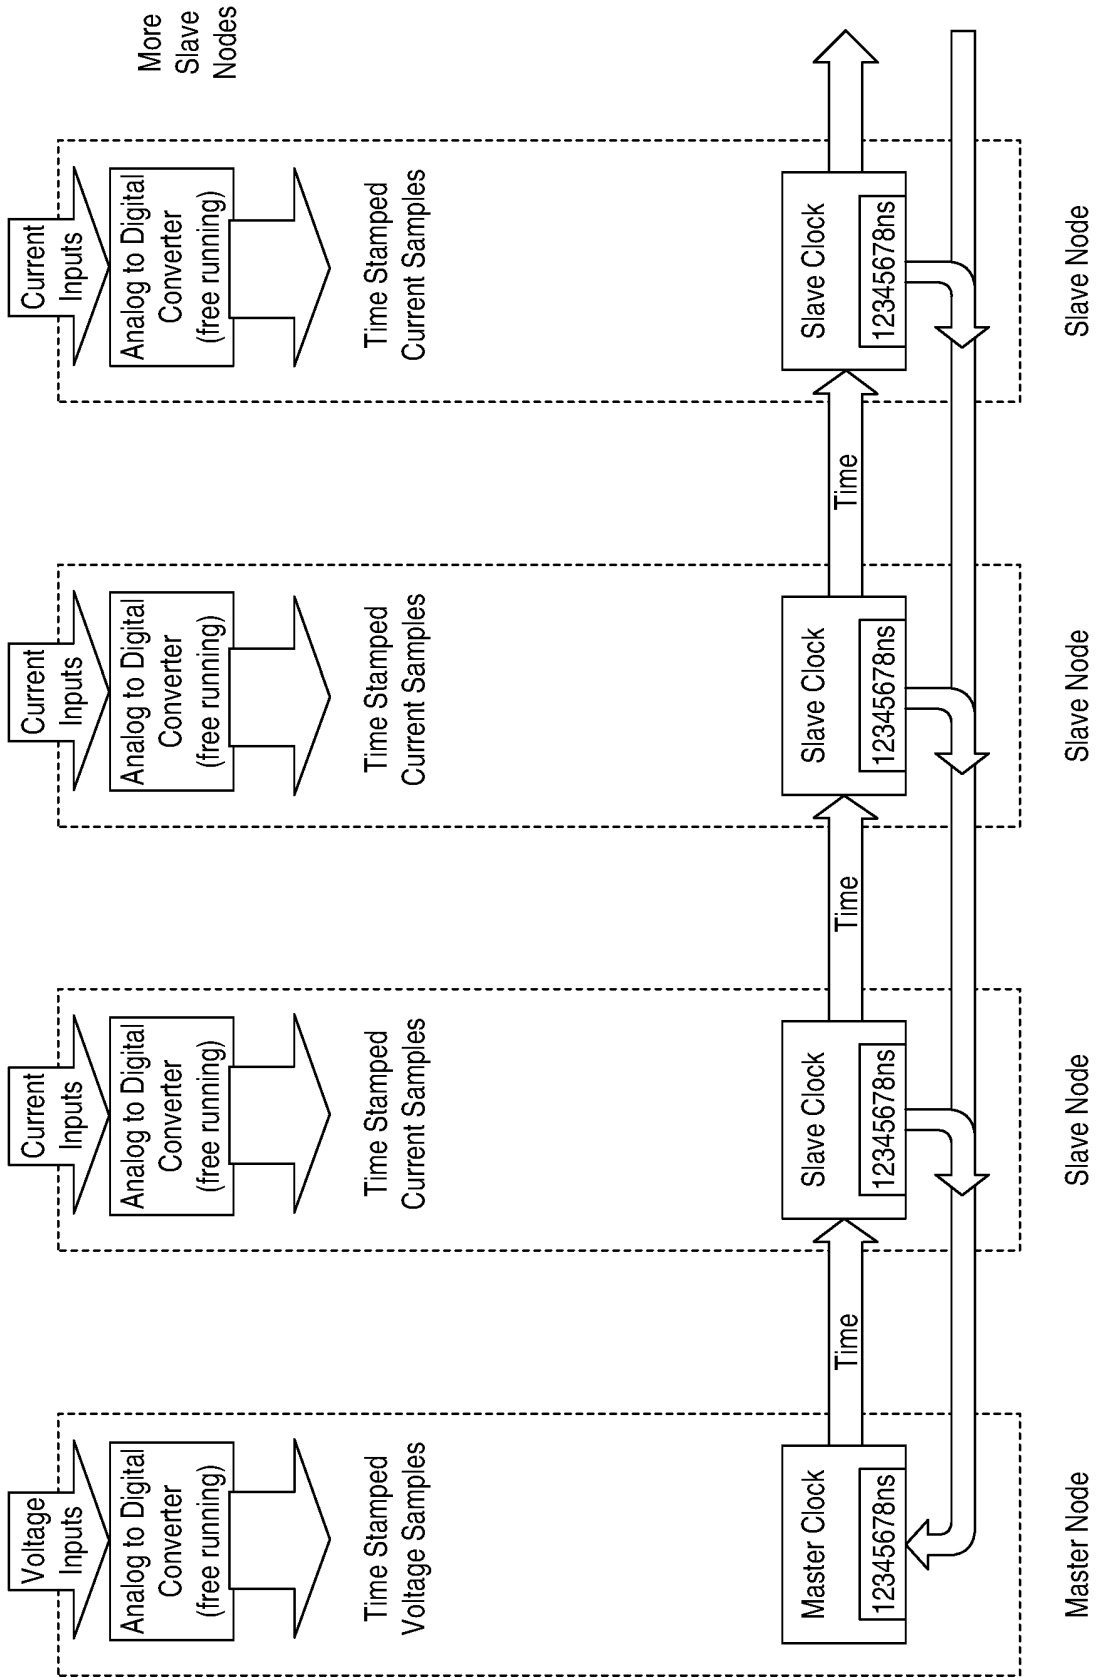 Voltage
Inputs
Analog to Digital
Converter
(free running)
Time Stamped
Voltage Samples
Master Clock
12345678ns
Master Node
Time
Current
Inputs
Analog to Digital
Converter
(free running)
Time Stamped
Current Samples
Slave Clock
12345678ns
Slave Node
Time
Current
Inputs
Analog to Digital
Converter
(free running)
Time Stamped
Current Samples
Slave Clock
12345678ns
Slave Node
Time
Current
Inputs
Analog to Digital
Converter
(free running)
Time Stamped
Current Samples
Slave Clock
12345678ns
Slave Node
More
Slave
Nodes